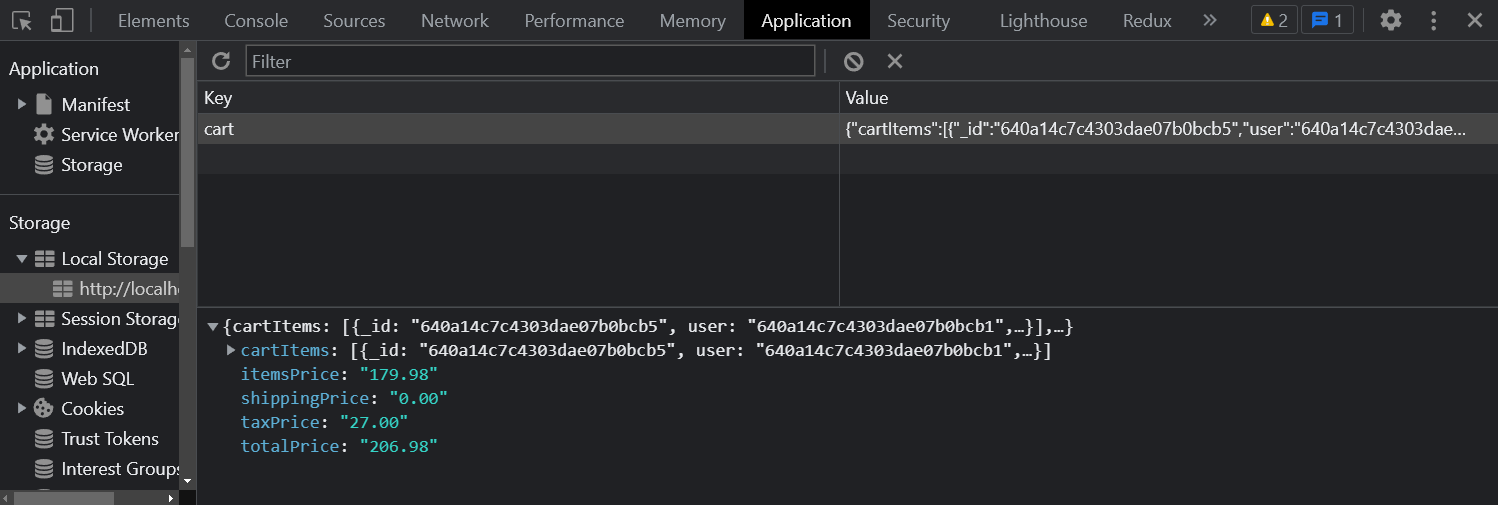 Elements Console Sources Network Performance Memory Application Security Lighthouse Redux 2 1
Application
Manifest
Service Worker
Storage
Storage
Local Storage
http://localh
Session Storag
IndexedDB
Web SQL
Cookies
Trust Tokens
Interest Groups
Filter
Key Value
cart {"cartItems":[{"_id":"640a14c7c4303dae07b0bcb5","user":"640a14c7c4303dae...
{cartItems: [{_id: "640a14c7c4303dae07b0bcb5", user: "640a14c7c4303dae07b0bcb1",…}],…}
cartItems: [{_id: "640a14c7c4303dae07b0bcb5", user: "640a14c7c4303dae07b0bcb1",…}]
itemsPrice: "179.98"
shippingPrice: "0.00"
taxPrice: "27.00"
totalPrice: "206.98"